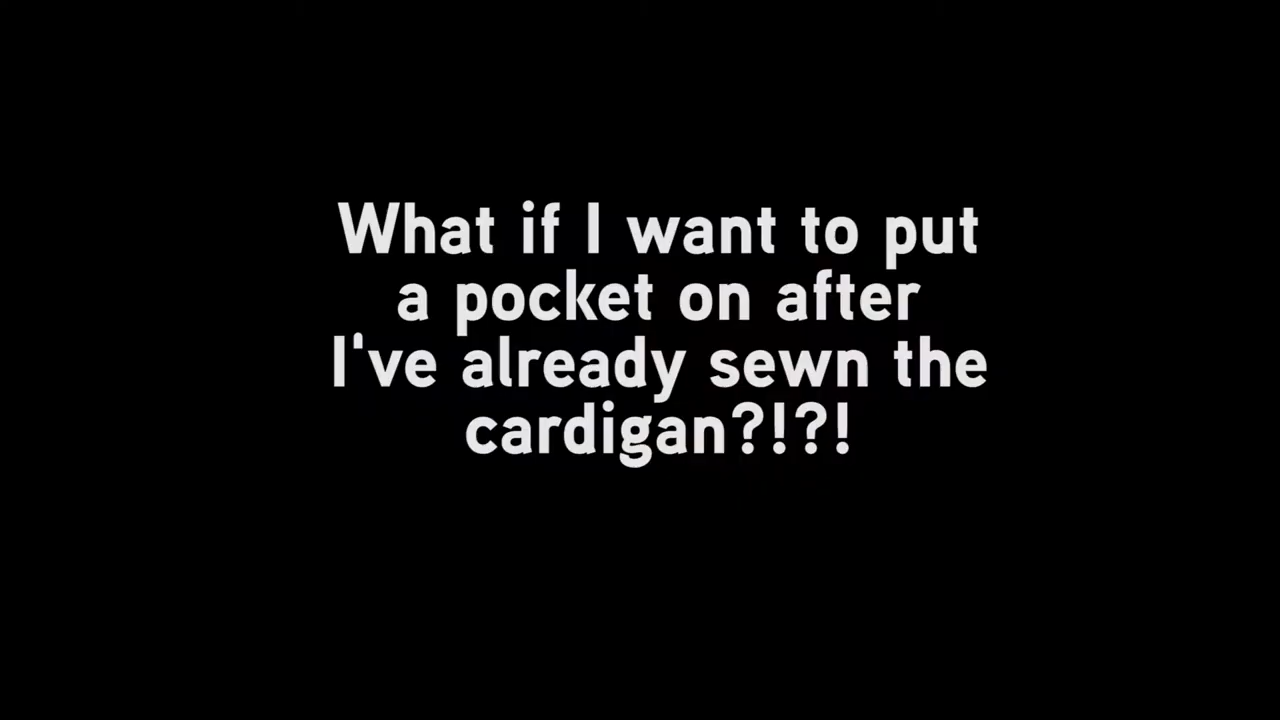 What if I want to put
a pocket on after
I've already sewn the
cardigan?!?!